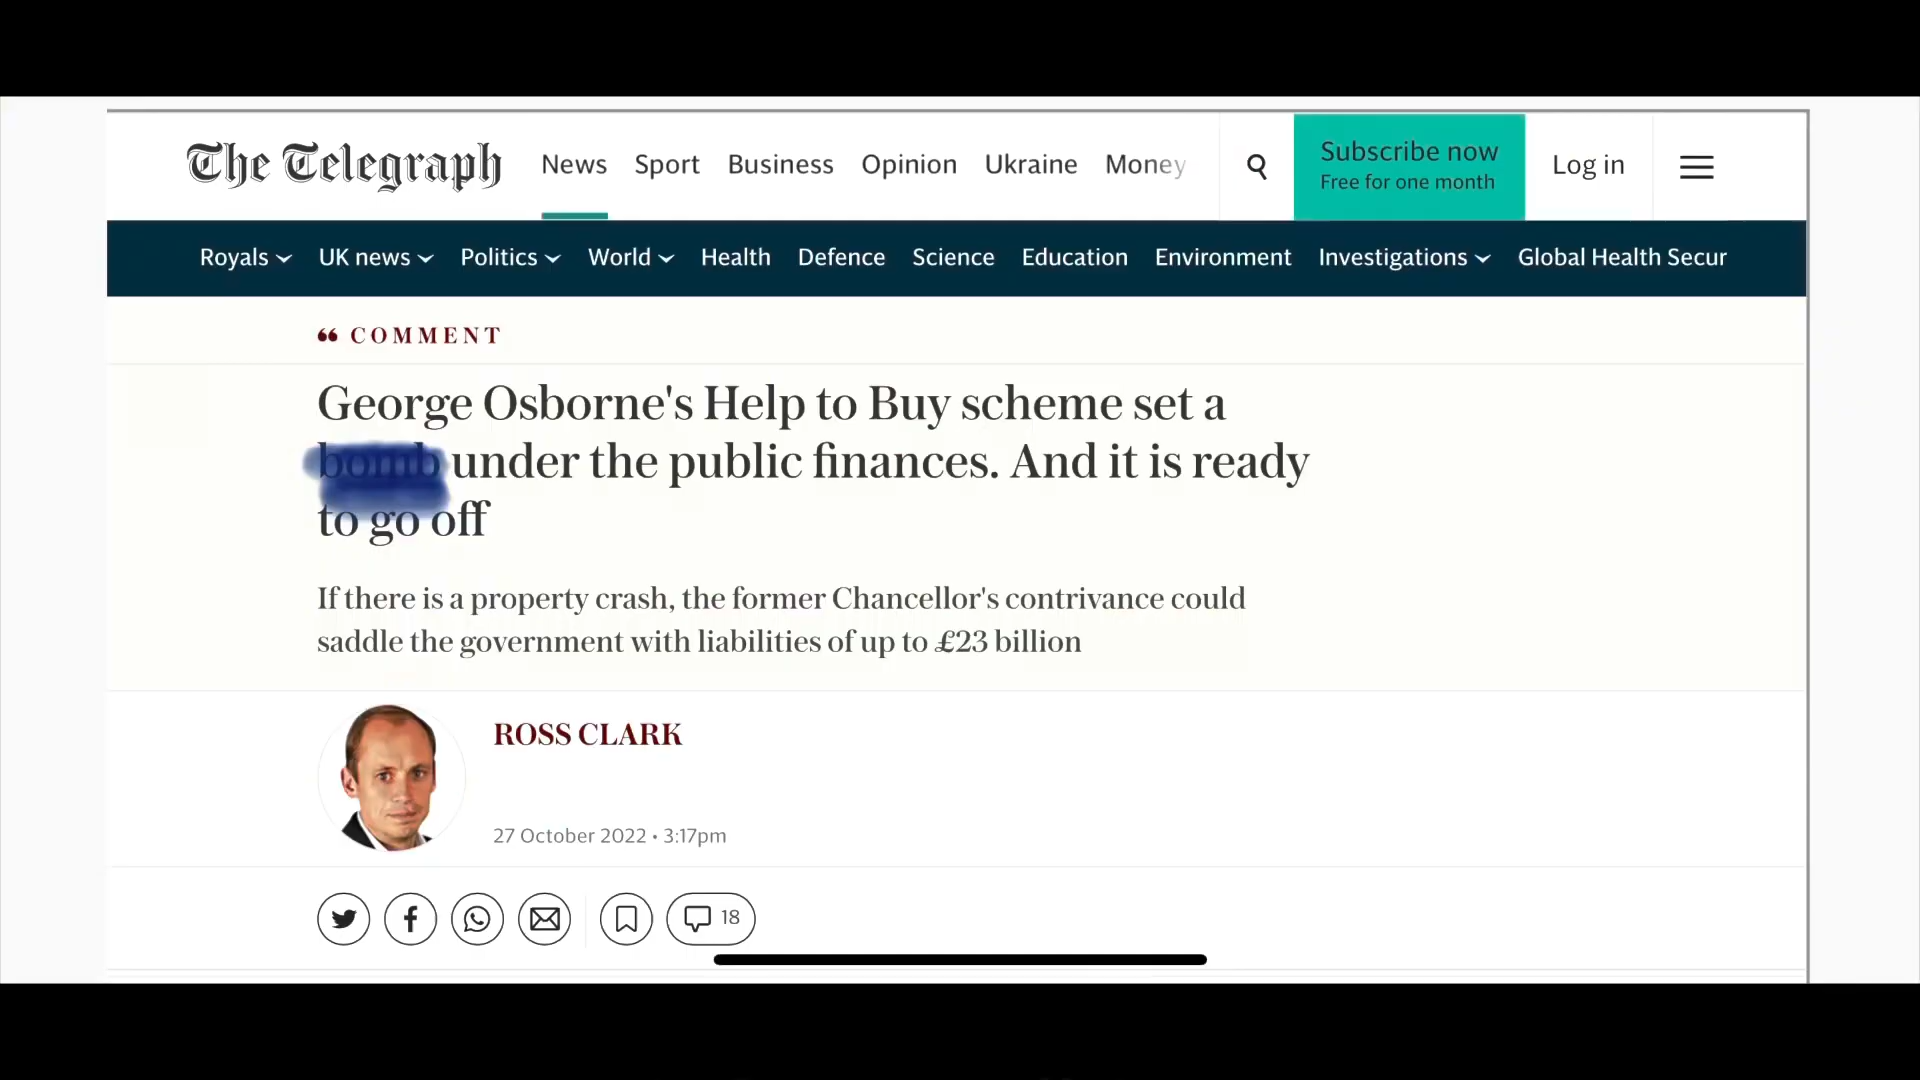 The Telegraph
News Sport Business Opinion Ukraine Money
Subscribe now
Free for one month
Log in
Royals UK news Politics World Health Defence Science Education Environment Investigations Global Health Secur
“ COMMENT
George Osborne's Help to Buy scheme set a
bomb under the public finances. And it is ready
to go off
If there is a property crash, the former Chancellor's contrivance could
saddle the government with liabilities of up to £23 billion
ROSS CLARK
27 October 2022 • 3:17pm
18